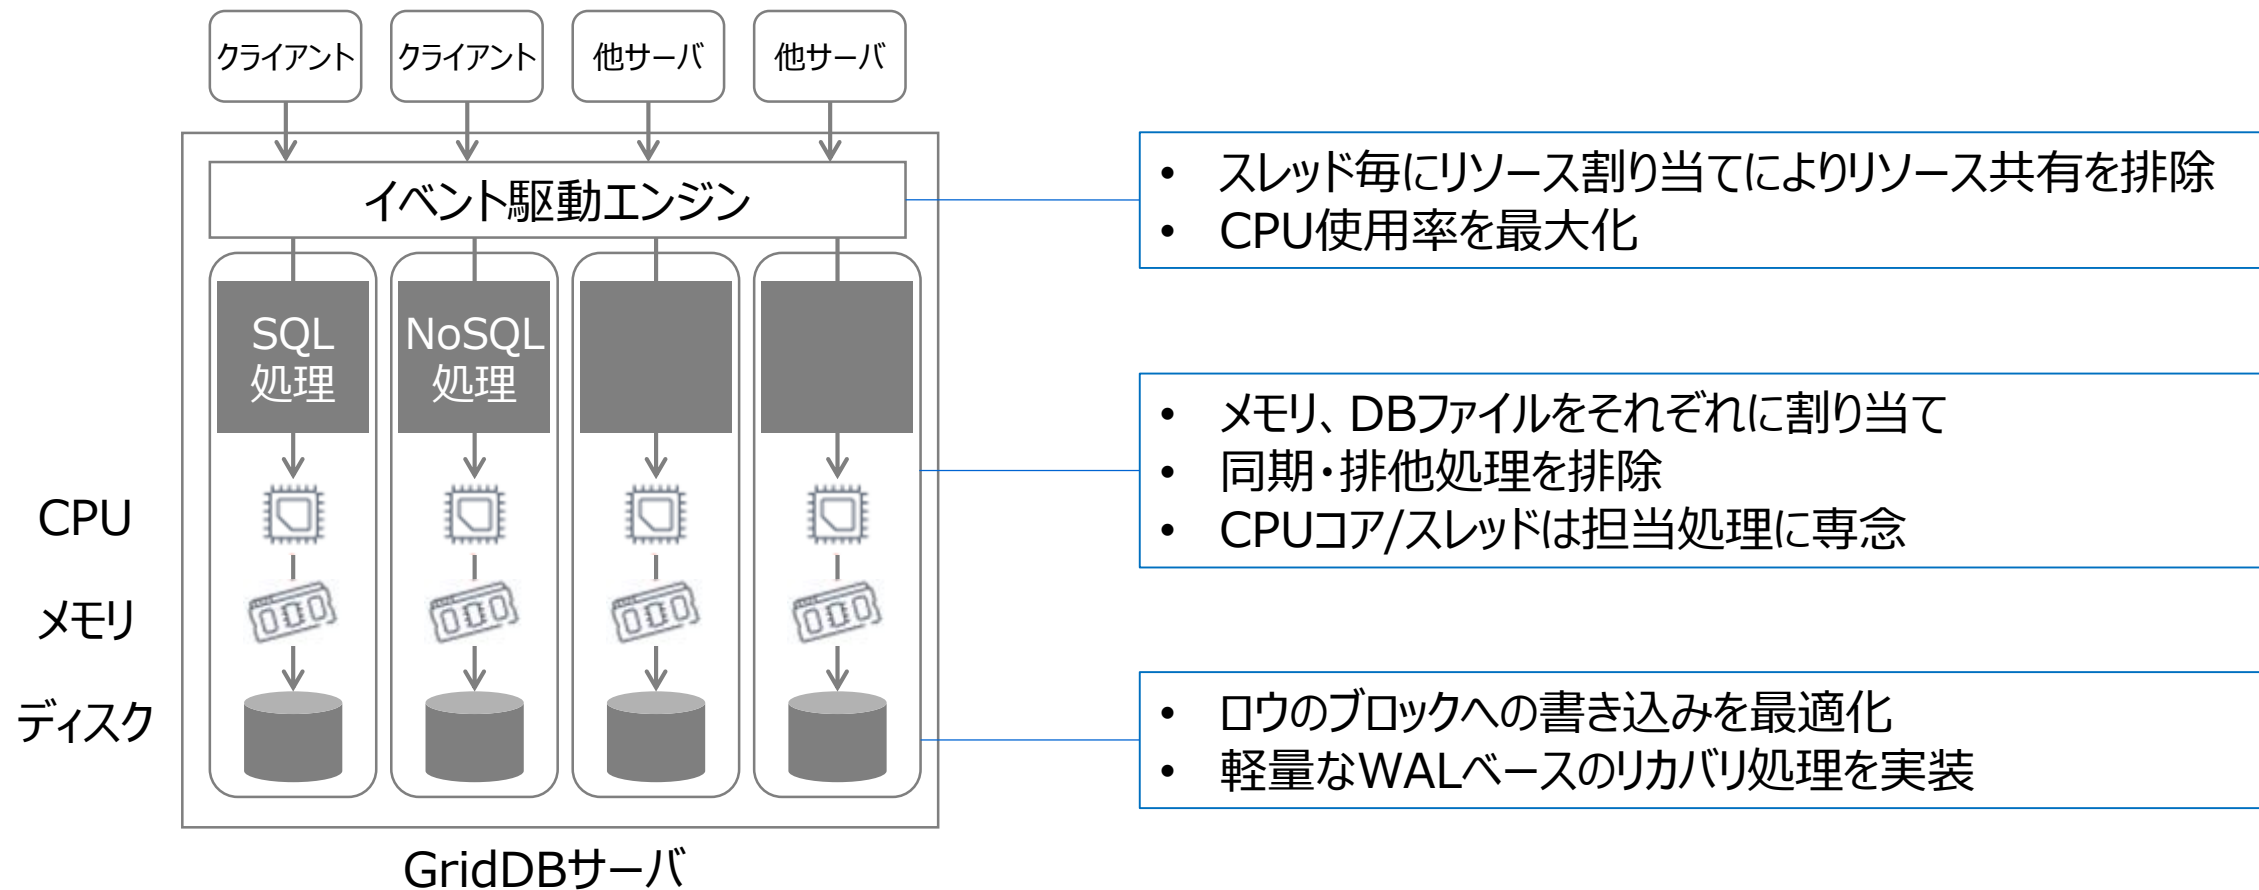 クライアント
クライアント
他サーバ
他サーバ
イベント駆動エンジン
• スレッド毎にリソース割り当てによりリソース共有を排除
• CPU使用率を最大化
SQL
処理
NoSQL
処理
• メモリ、DBファイルをそれぞれに割り当て
• 同期・排他処理を排除
• CPUコア/スレッドは担当処理に専念
CPU
メモリ
ディスク
• ロウのブロックへの書き込みを最適化
• 軽量なWALベースのリカバリ処理を実装
GridDBサーバ